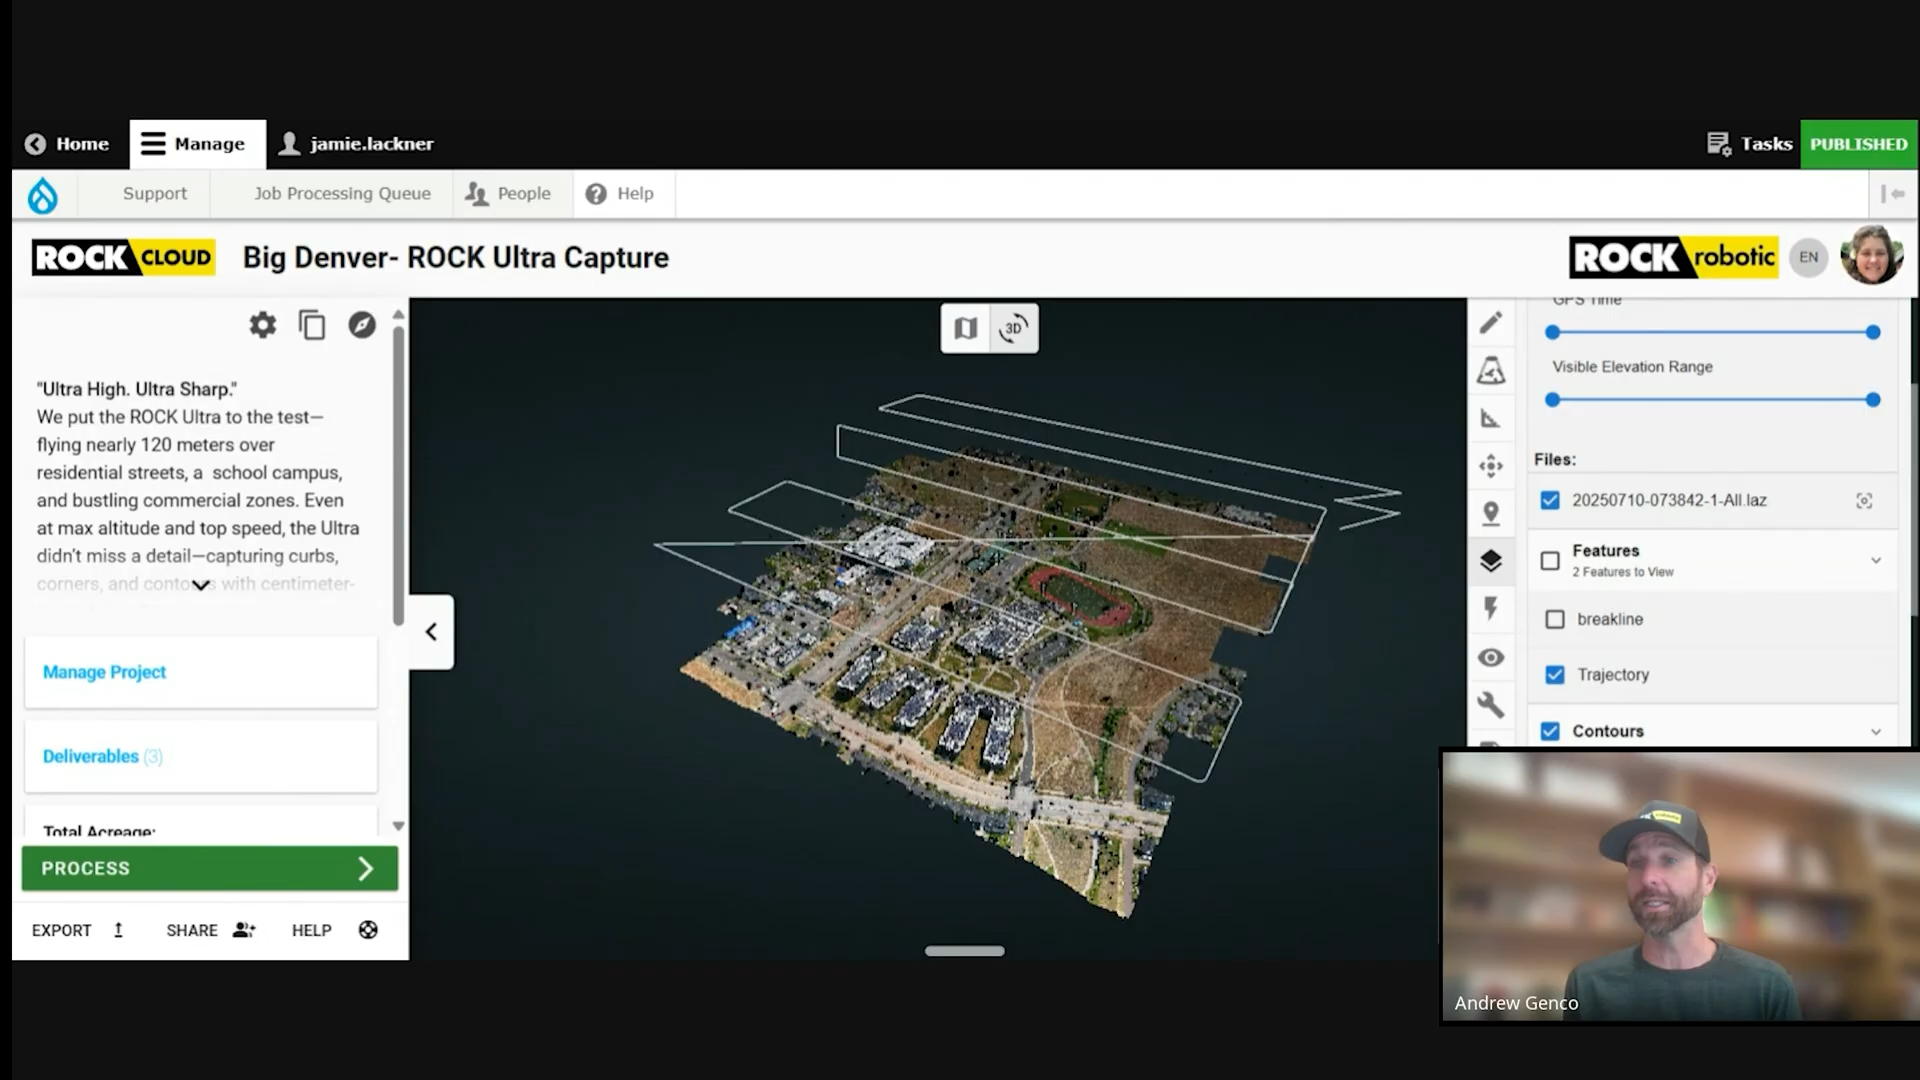 Home
Manage
jamie.lackner
Tasks
PUBLISHED
Support
Job Processing Queue
People
Help
ROCK CLOUD
Big Denver- ROCK Ultra Capture
ROCK robotic
EN
"Ultra High. Ultra Sharp."
We put the ROCK Ultra to the test—
flying nearly 120 meters over
residential streets, a school campus,
and bustling commercial zones. Even
at max altitude and top speed, the Ultra
didn't miss a detail—capturing curbs,
corners, and contours with centimeter-
Manage Project
Deliverables (3)
Total Acreage:
PROCESS
EXPORT
SHARE
HELP
3D
GPS Time
Visible Elevation Range
Files:
20250710-073842-1-All.laz
Features
2 Features to View
breakline
Trajectory
Contours
Andrew Genco